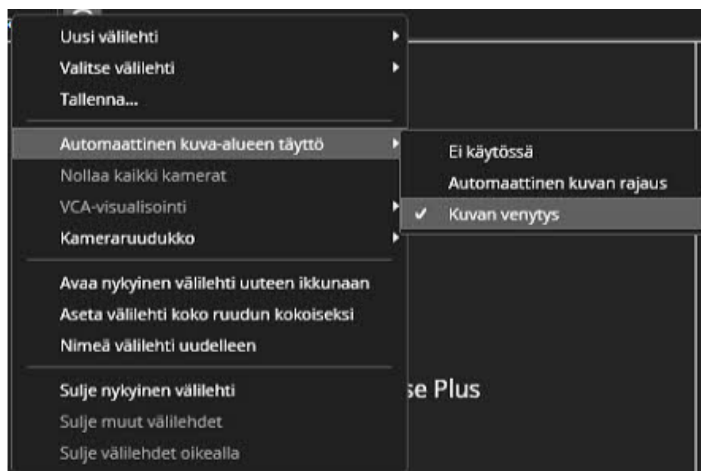 Uusi välilehti
Valitse välilehti
Tallenna...
Automaattinen kuva-alueen täyttö
Nollaa kaikki kamerat
VCA-visualisointi
Kameraruudukko
Avaa nykyinen välilehti uuteen ikkunaan
Aseta välilehti koko ruudun kokoiseksi
Nimeä välilehti uudelleen
Sulje nykyinen välilehti
Sulje muut välilehdet
Sulje välilehdet oikealla
Ei käytössä
Automaattinen kuvan rajaus
Kuvan venytys
se Plus